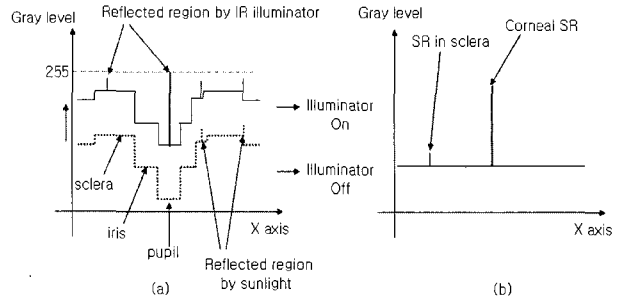 Gray level
Reflected region by IR illuminator
255
Illuminator
On
Illuminator
Off
sclera
iris
pupil
X axis
Reflected region
by sunlight
(a)
Gray level
SR in sclera
Corneal SR
X axis
(b)